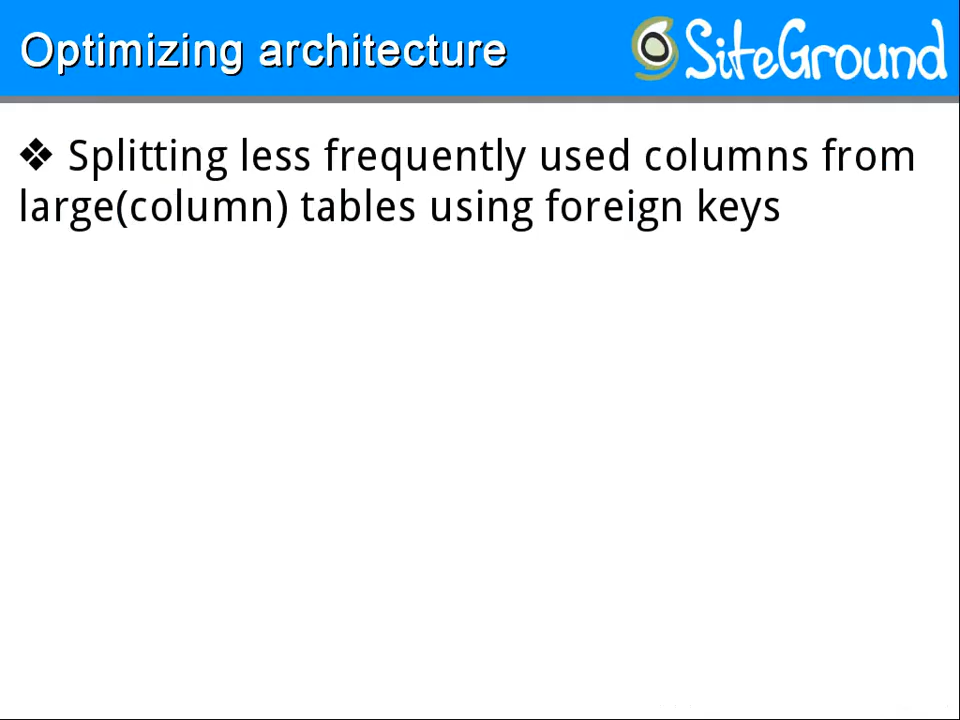 Optimizing architecture
SiteGround
❖ Splitting less frequently used columns from
large(column) tables using foreign keys